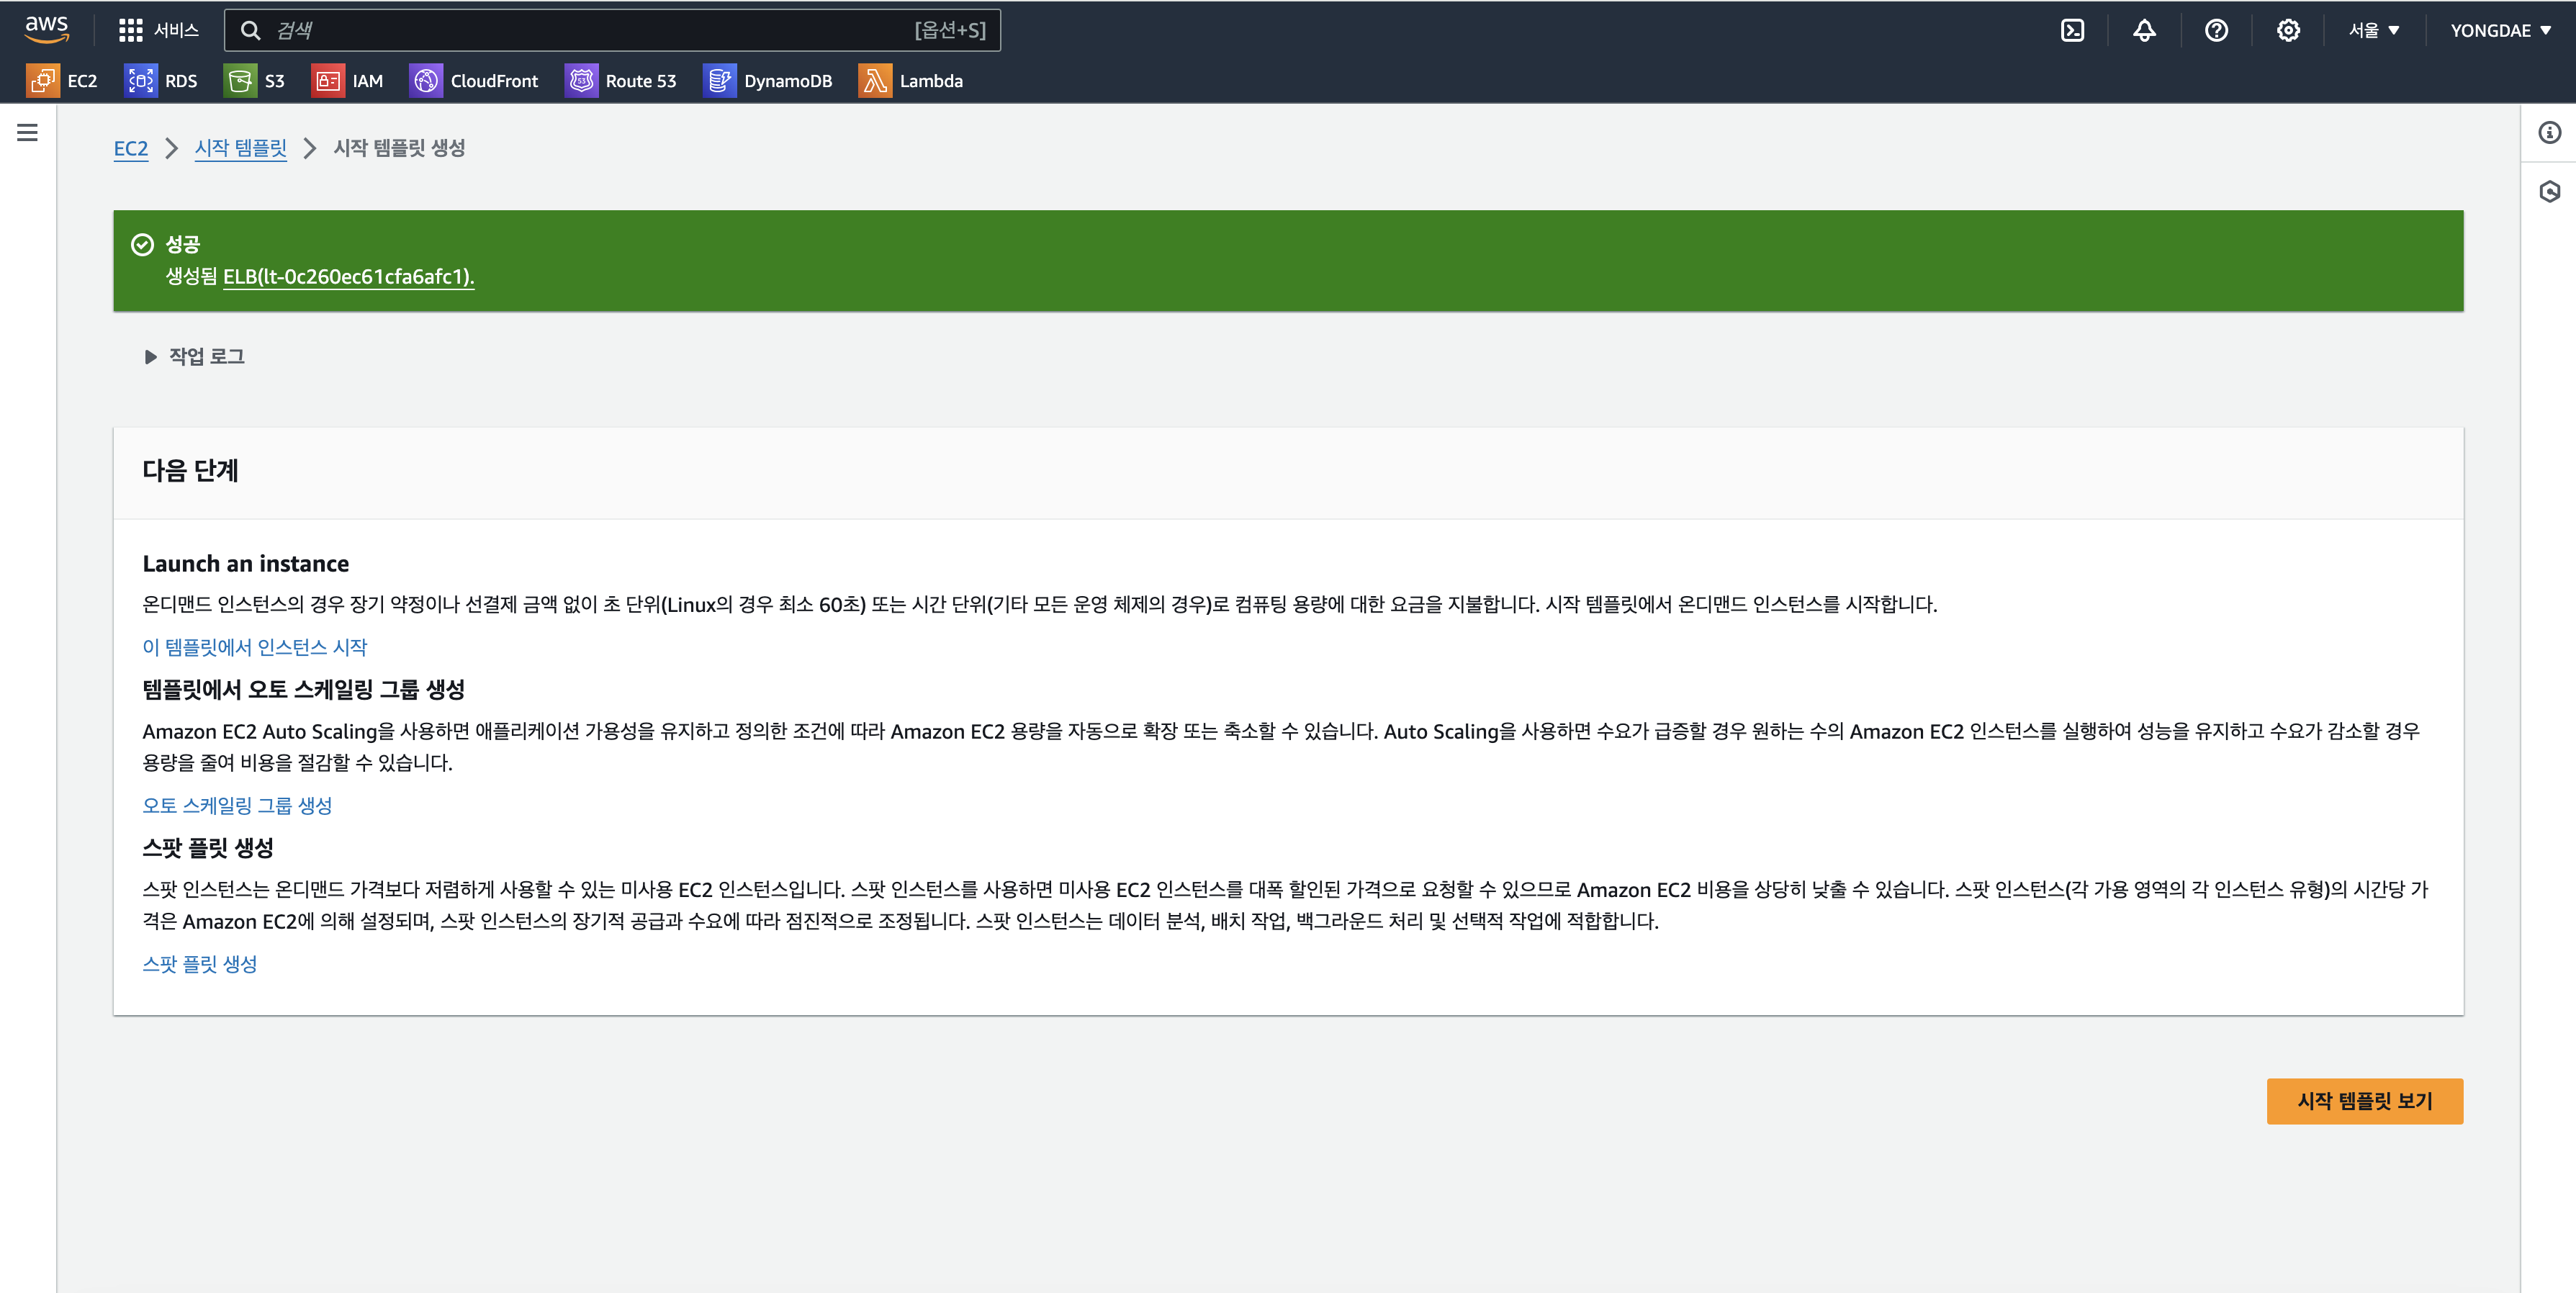 aws 서비스 검색 [옵션+S] 서울 YONGDAE
EC2 RDS S3 IAM CloudFront Route 53 DynamoDB Lambda
EC2 시작 템플릿 시작 템플릿 생성
성공
생성됨 ELB(lt-0c260ec61cfa6afc1).
작업 로그
다음 단계
Launch an instance
온디맨드 인스턴스의 경우 장기 약정이나 선결제 금액 없이 초 단위(Linux의 경우 최소 60초) 또는 시간 단위(기타 모든 운영 체제의 경우)로 컴퓨팅 용량에 대한 요금을 지불합니다. 시작 템플릿에서 온디맨드 인스턴스를 시작합니다.
이 템플릿에서 인스턴스 시작
템플릿에서 오토 스케일링 그룹 생성
Amazon EC2 Auto Scaling을 사용하면 애플리케이션 가용성을 유지하고 정의한 조건에 따라 Amazon EC2 용량을 자동으로 확장 또는 축소할 수 있습니다. Auto Scaling을 사용하면 수요가 급증할 경우 원하는 수의 Amazon EC2 인스턴스를 실행하여 성능을 유지하고 수요가 감소할 경우
용량을 줄여 비용을 절감할 수 있습니다.
오토 스케일링 그룹 생성
스팟 플릿 생성
스팟 인스턴스는 온디맨드 가격보다 저렴하게 사용할 수 있는 미사용 EC2 인스턴스입니다. 스팟 인스턴스를 사용하면 미사용 EC2 인스턴스를 대폭 할인된 가격으로 요청할 수 있으므로 Amazon EC2 비용을 상당히 낮출 수 있습니다. 스팟 인스턴스(각 가용 영역의 각 인스턴스 유형)의 시간당 가
격은 Amazon EC2에 의해 설정되며, 스팟 인스턴스의 장기적 공급과 수요에 따라 점진적으로 조정됩니다. 스팟 인스턴스는 데이터 분석, 배치 작업, 백그라운드 처리 및 선택적 작업에 적합합니다.
스팟 플릿 생성
시작 템플릿 보기